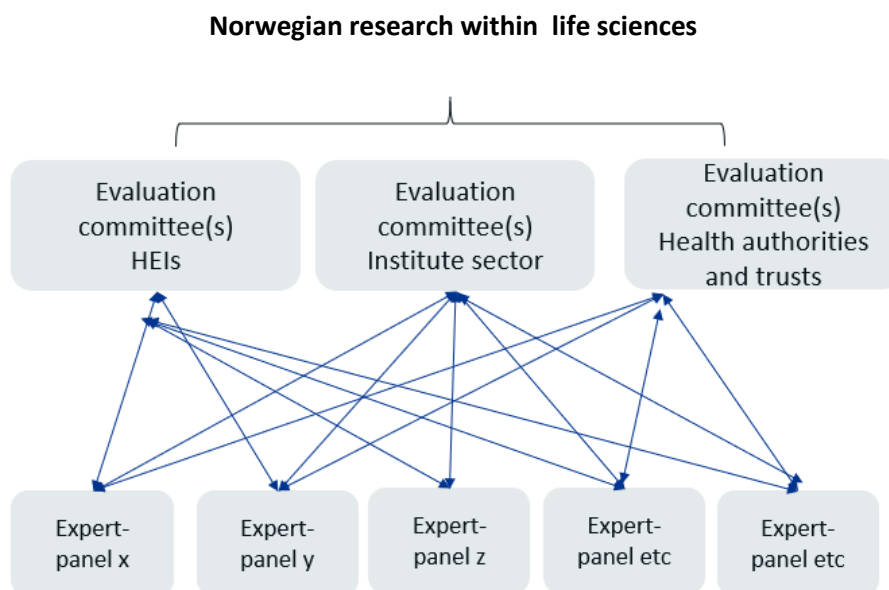 Norwegian research within life sciences
Evaluation
committee(s)
HEIs
Evaluation
committee(s)
Institute sector
Evaluation
committee(s)
Health authorities
and trusts
Expert-
panel x
Expert-
panel y
Expert-
panel z
Expert-
panel etc
Expert-
panel etc